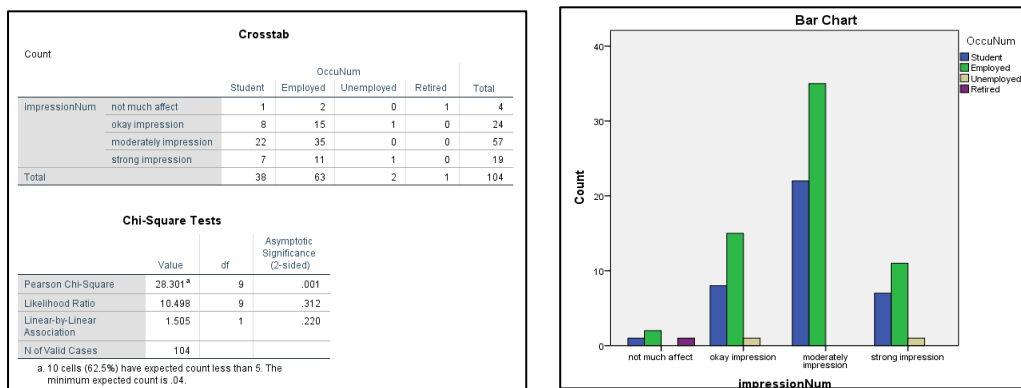 Crosstab
Count
OccuNum
Student Employed Unemployed Retired Total
impressionNum not much affect 1 2 0 1 4
okay impression 8 15 1 0 24
moderately impression 22 35 0 0 57
strong impression 7 11 1 0 19
Total 38 63 2 1 104
Chi-Square Tests
Value df Asymptotic Significance (2-sided)
Pearson Chi-Square 28.301a 9 .001
Likelihood Ratio 10.498 9 .312
Linear-by-Linear Association 1.505 1 .220
N of Valid Cases 104
a. 10 cells (62.5%) have expected count less than 5. The
minimum expected count is .04.
Bar Chart
OccuNum
Student
Employed
Unemployed
Retired
Count
40
30
20
10
0
not much affect okay impression moderately impression strong impression
impressionNum